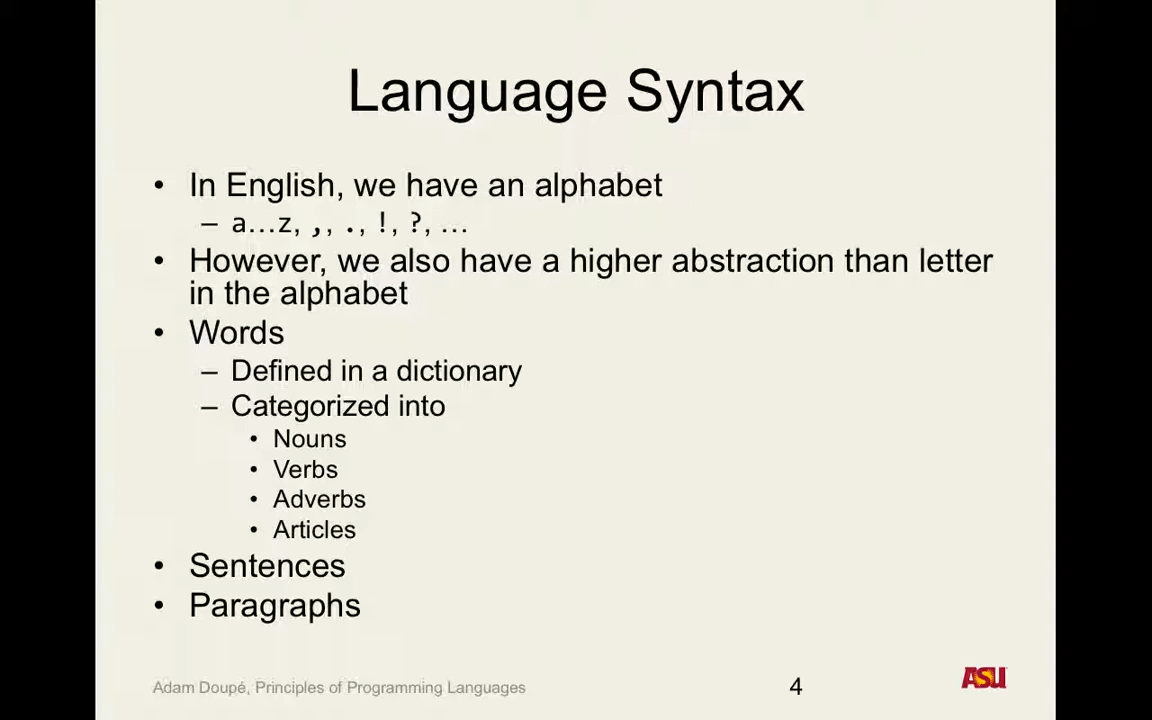 Language Syntax
• In English, we have an alphabet
– a…z, ,, ., !, ?, …
• However, we also have a higher abstraction than letter
in the alphabet
• Words
– Defined in a dictionary
– Categorized into
• Nouns
• Verbs
• Adverbs
• Articles
• Sentences
• Paragraphs
Adam Doupé, Principles of Programming Languages
4
ASU